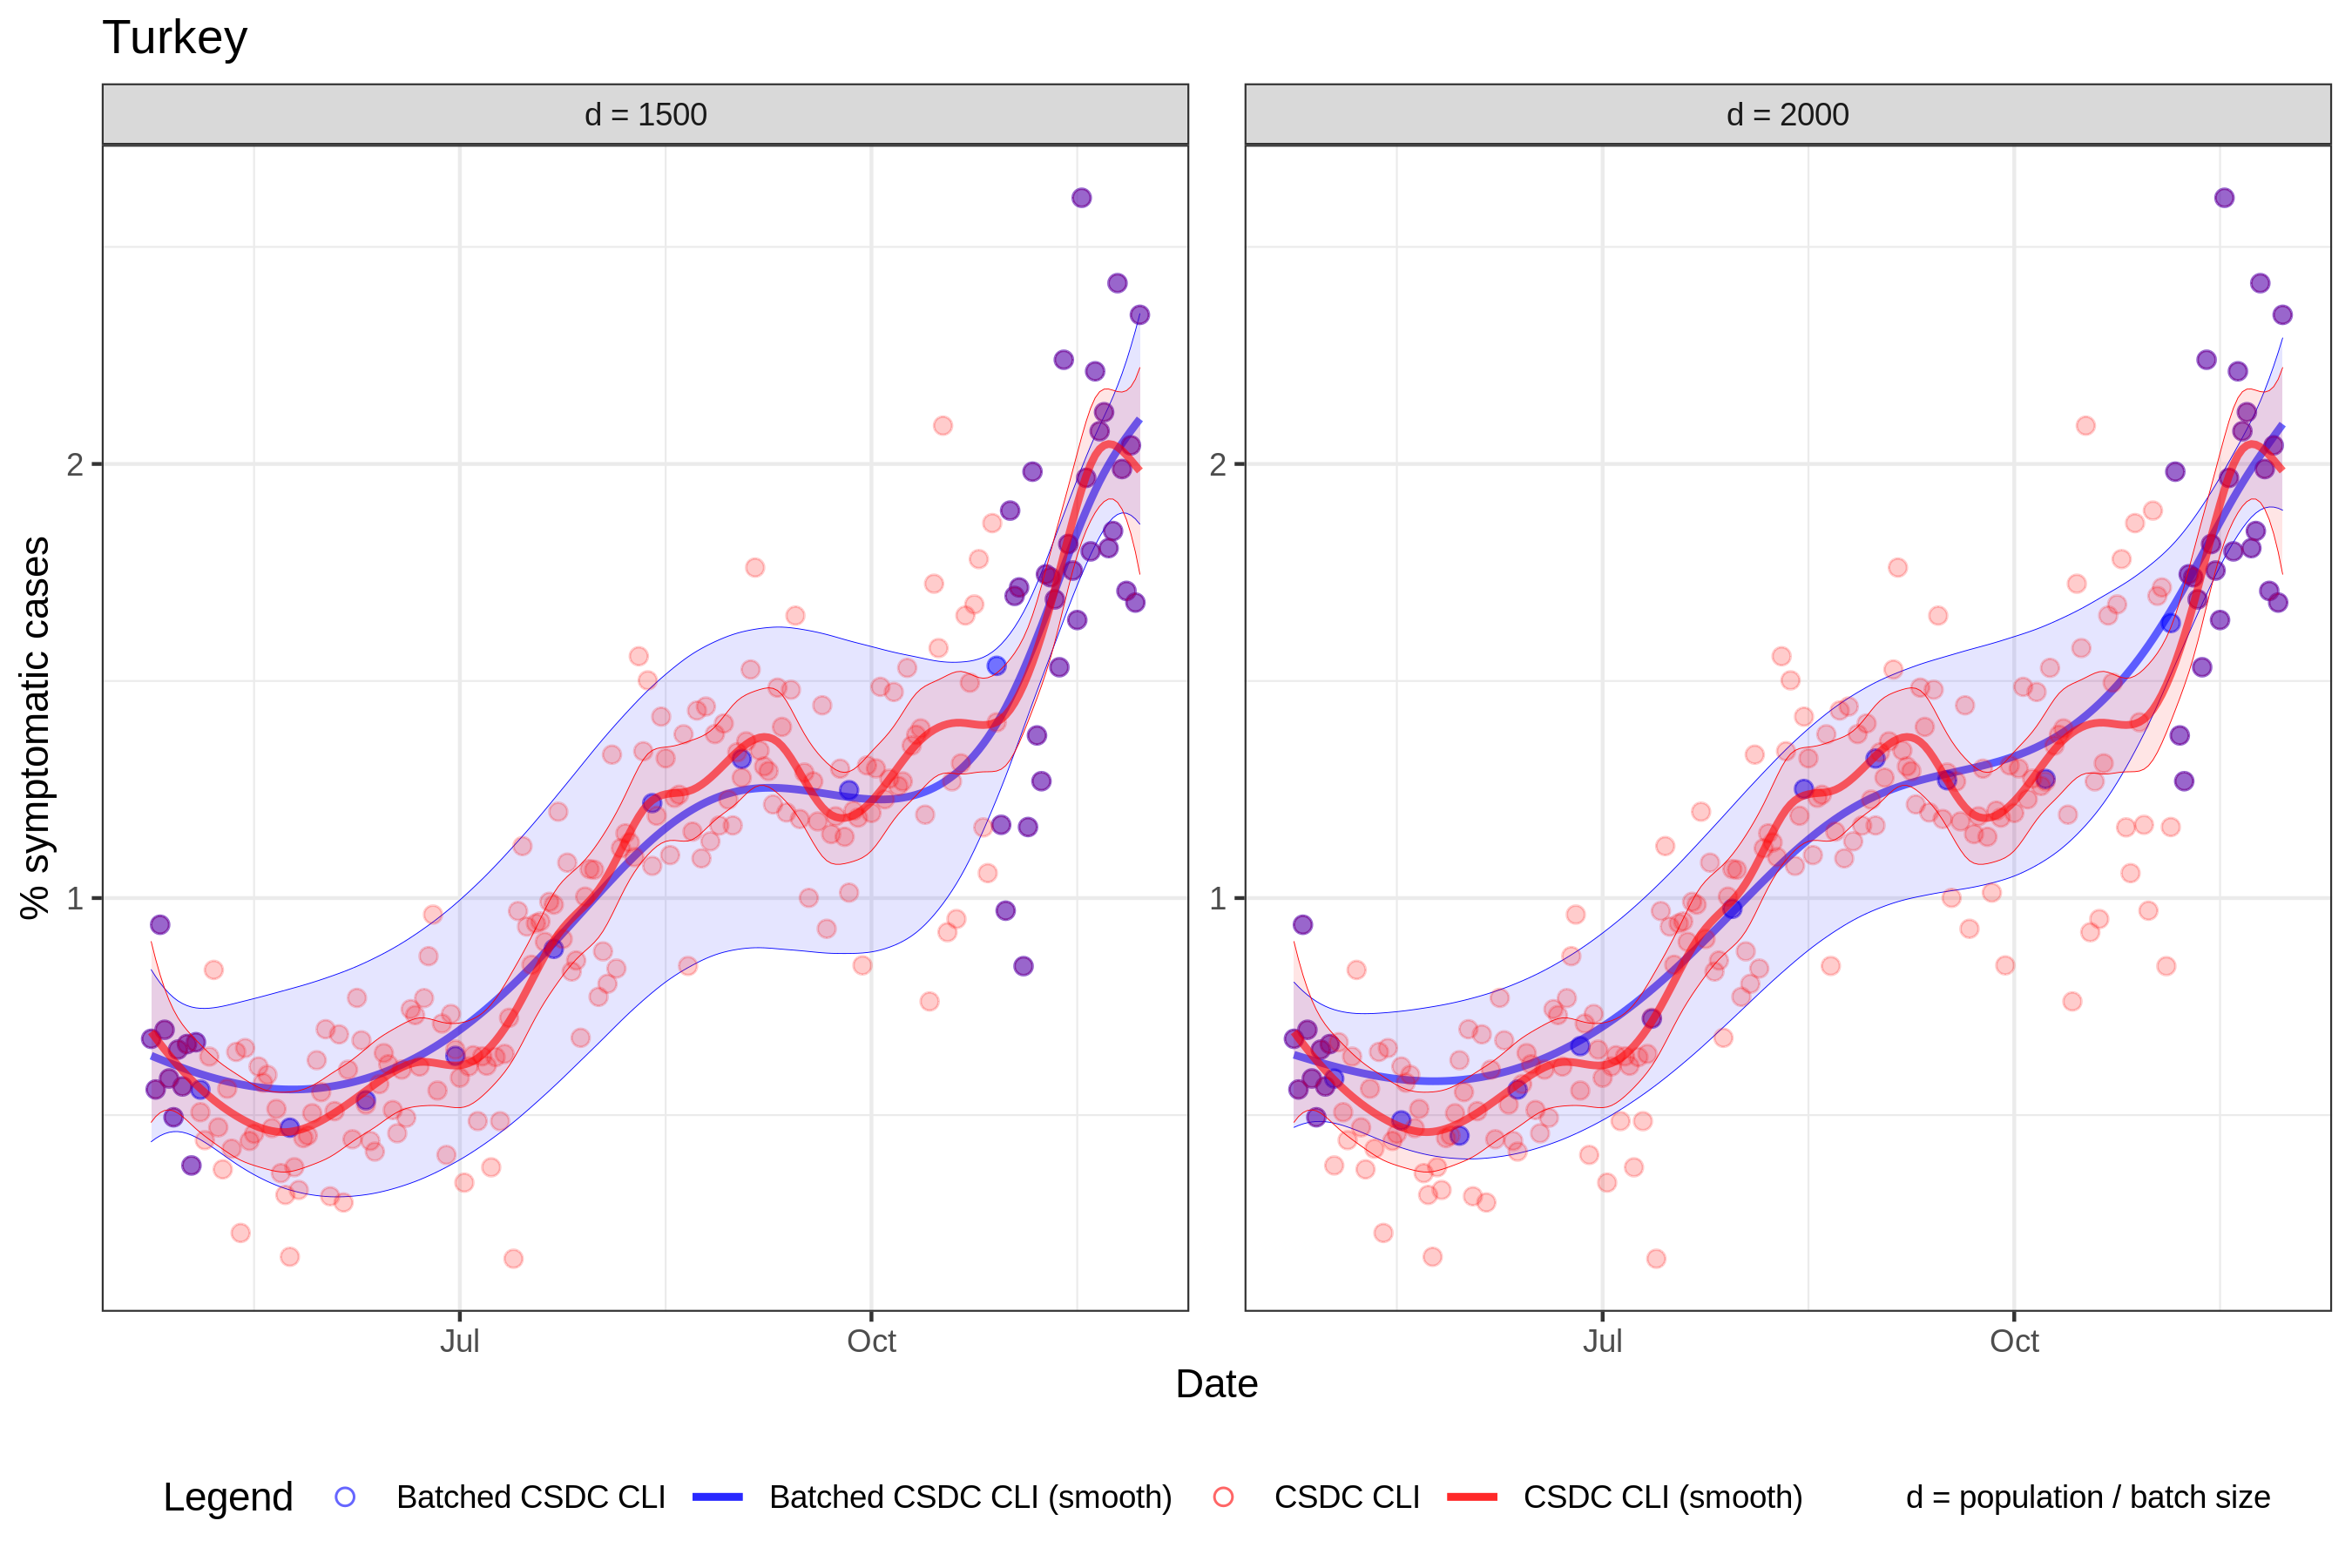 Turkey
d = 1500
d = 2000
% symptomatic cases
2
1
2
1
Jul
Oct
Jul
Oct
Date
Legend
Batched CSDC CLI
Batched CSDC CLI (smooth)
CSDC CLI
CSDC CLI (smooth)
d = population / batch size